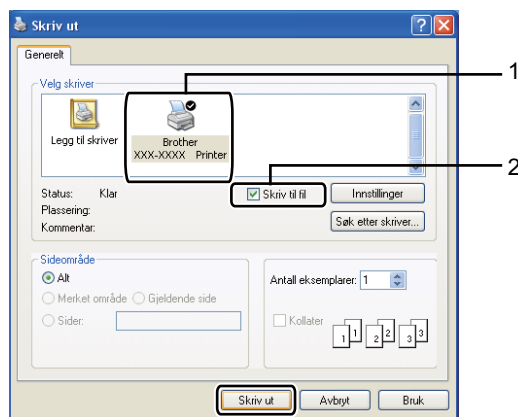 Skriv ut
Generelt
Velg skriver
1
Legg til skriver
Brother
XXX-XXXX Printer
2
Status: Klar
Skriv til fil
Innstillinger
Plassering:
Kommentar:
Søk etter skriver...
Sideområde
Alt
Antall eksemplarer: 1
Merket område
Gjeldende side
Sider:
Kollater
1 1 2 2 3 3
Skriv ut
Avbryt
Bruk